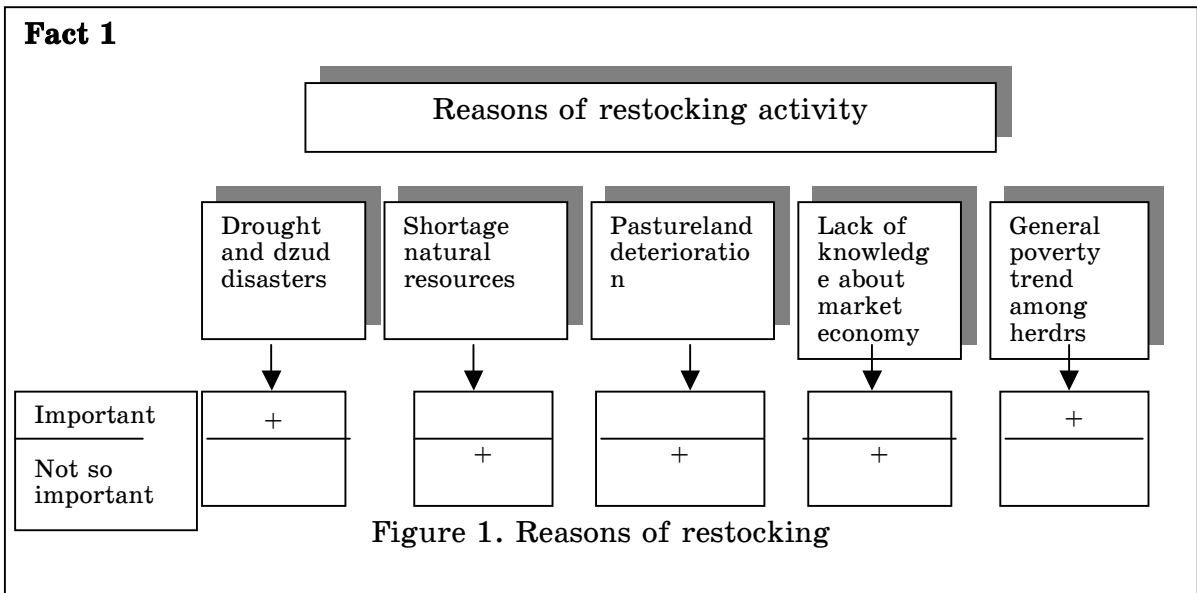 Fact 1
Reasons of restocking activity
Drought
and dzud
disasters
Shortage
natural
resources
Pastureland
deterioratio
n
Lack of
knowledg
e about
market
economy
General
poverty
trend
among
herdrs
Important
Not so
important
+
+
+
+
+
Figure 1. Reasons of restocking